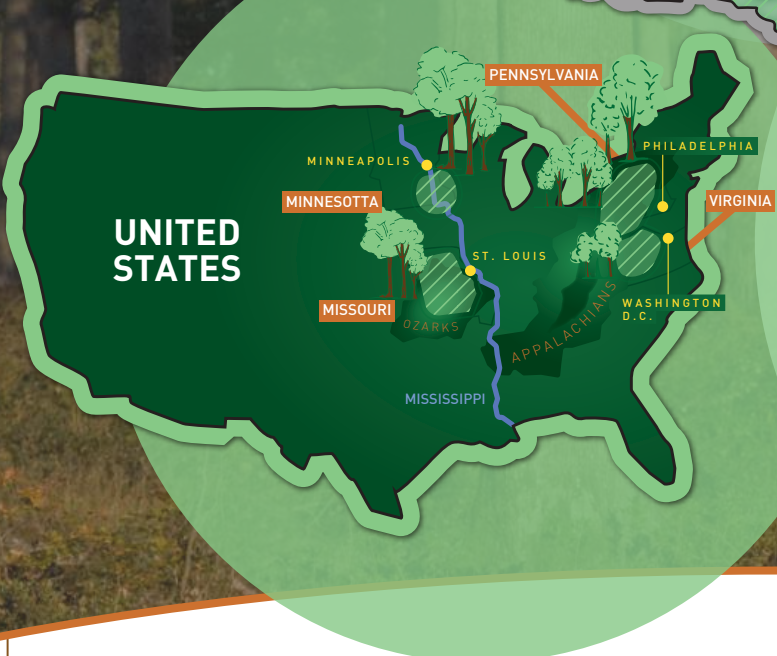 PENNSYLVANIA
PHILADELPHIA
MINNEAPOLIS
MINNESOTTA
VIRGINIA
UNITED
STATES
ST. LOUIS
WASHINGTON
D.C.
MISSOURI
OZARKS
APPALACHIANS
MISSISSIPPI